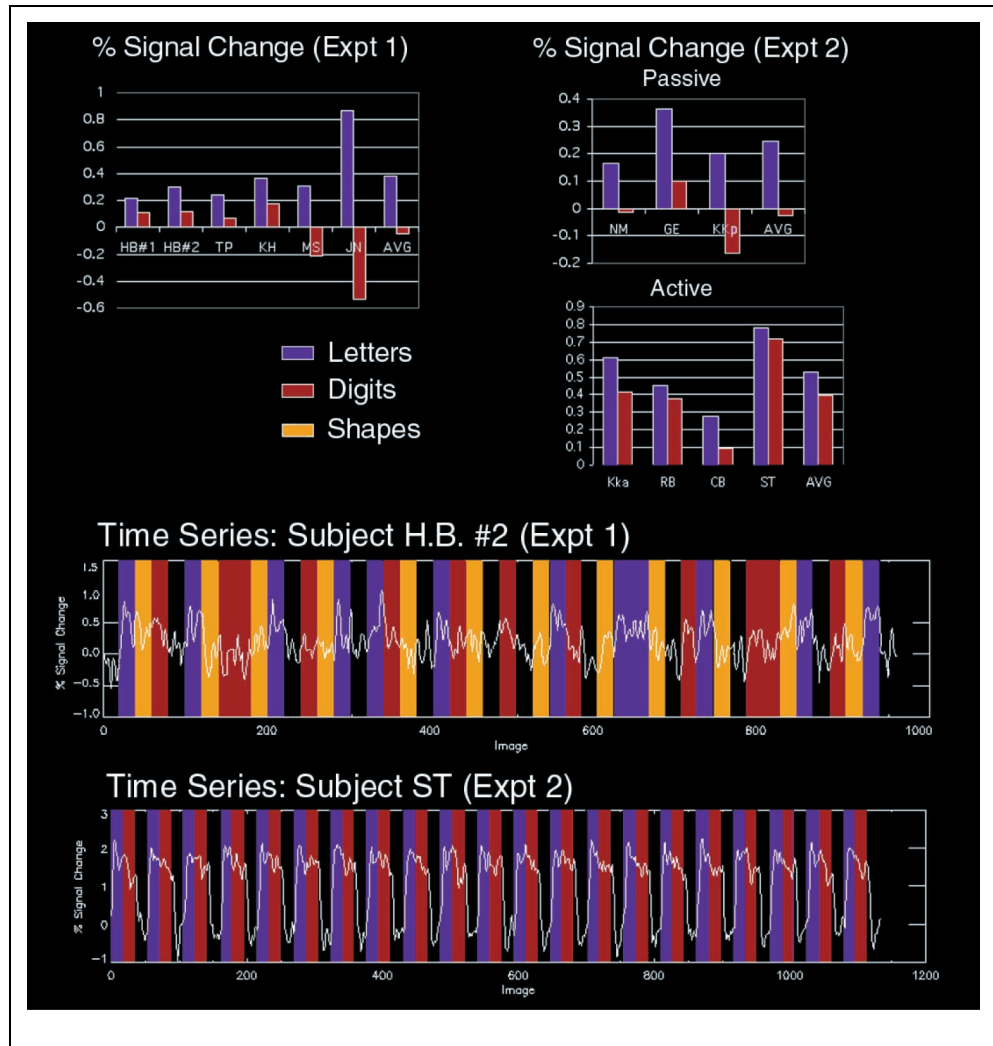 % Signal Change (Expt 1)
1
0.8
0.6
0.4
0.2
0
-0.2
-0.4
-0.6
HB#1 HB#2 TP KH MS JN AVG
% Signal Change (Expt 2)
Passive
0.4
0.3
0.2
0.1
0
-0.1
-0.2
NM GE KKp AVG
Active
0.9
0.8
0.7
0.6
0.5
0.4
0.3
0.2
0.1
0
Kka RB CB ST AVG
Letters
Digits
Shapes
Time Series: Subject H.B. #2 (Expt 1)
% Signal Change
1.5
1.0
0.5
0.0
-0.5
-1.0
0 200 400 600 800 1000
Image
Time Series: Subject ST (Expt 2)
% Signal Change
3
2
1
0
-1
0 200 400 600 800 1000 1200
Image